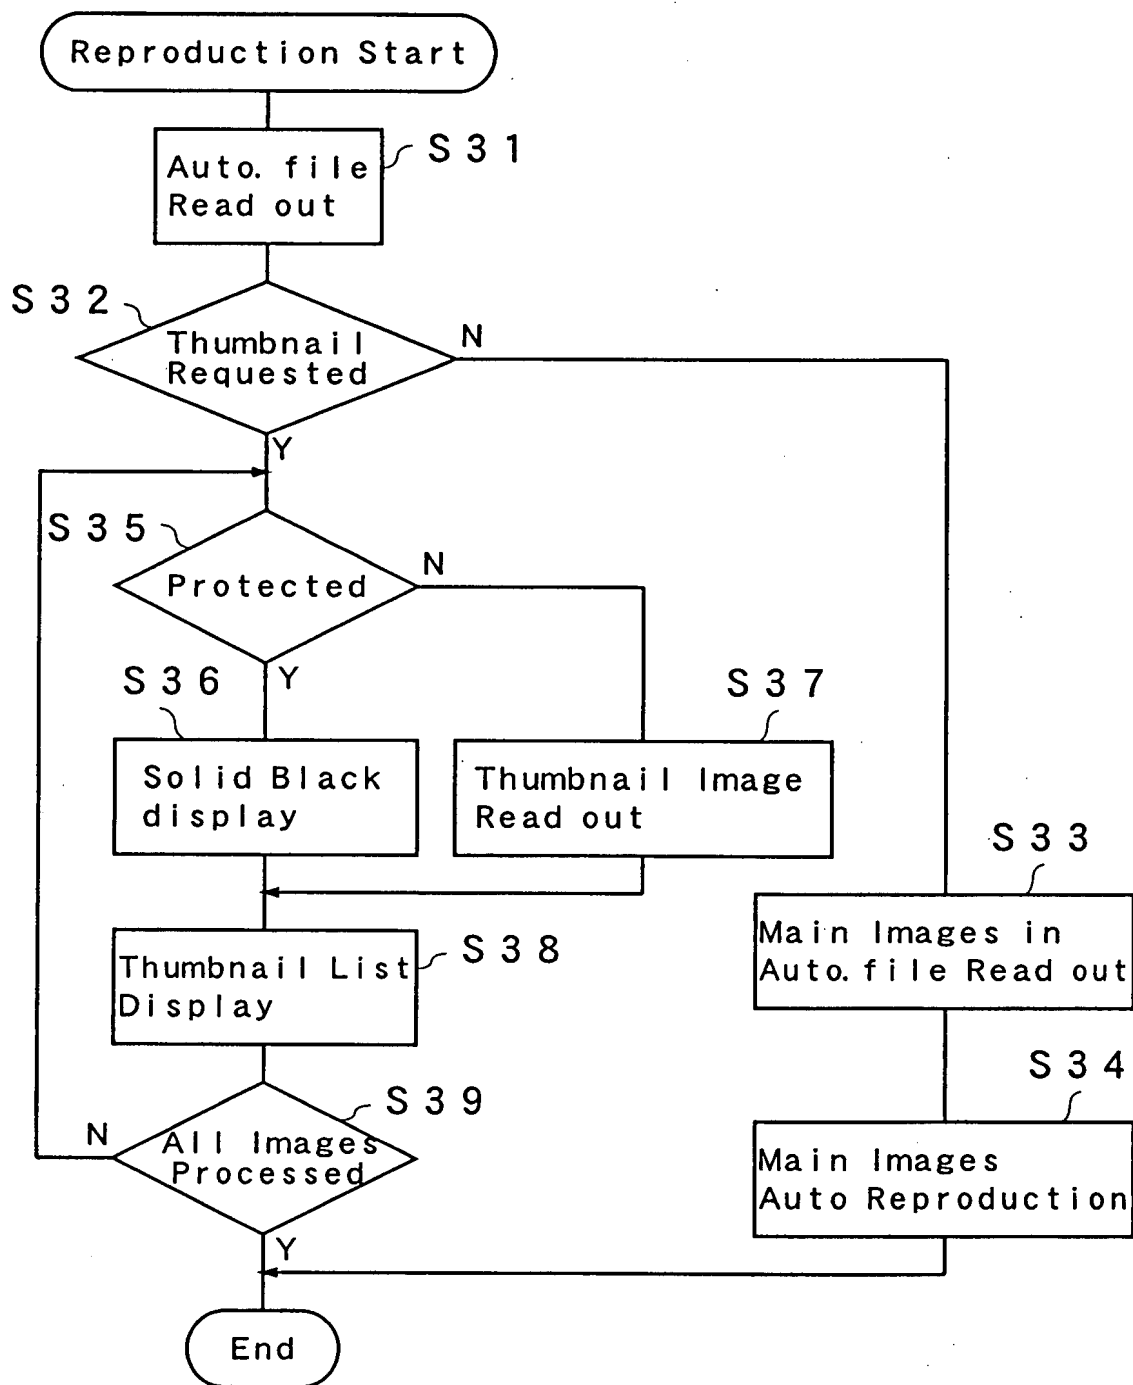 Reproduction Start
S31
Auto. file
Read out
S32
Thumbnail
Requested
N
Y
S35
Protected
N
Y
S36
Solid Black
display
S37
Thumbnail Image
Read out
S33
Main Images in
Auto.file Read out
S38
Thumbnail List
Display
S34
Main Images
Auto Reproduction
S39
All Images
Processed
N
Y
End